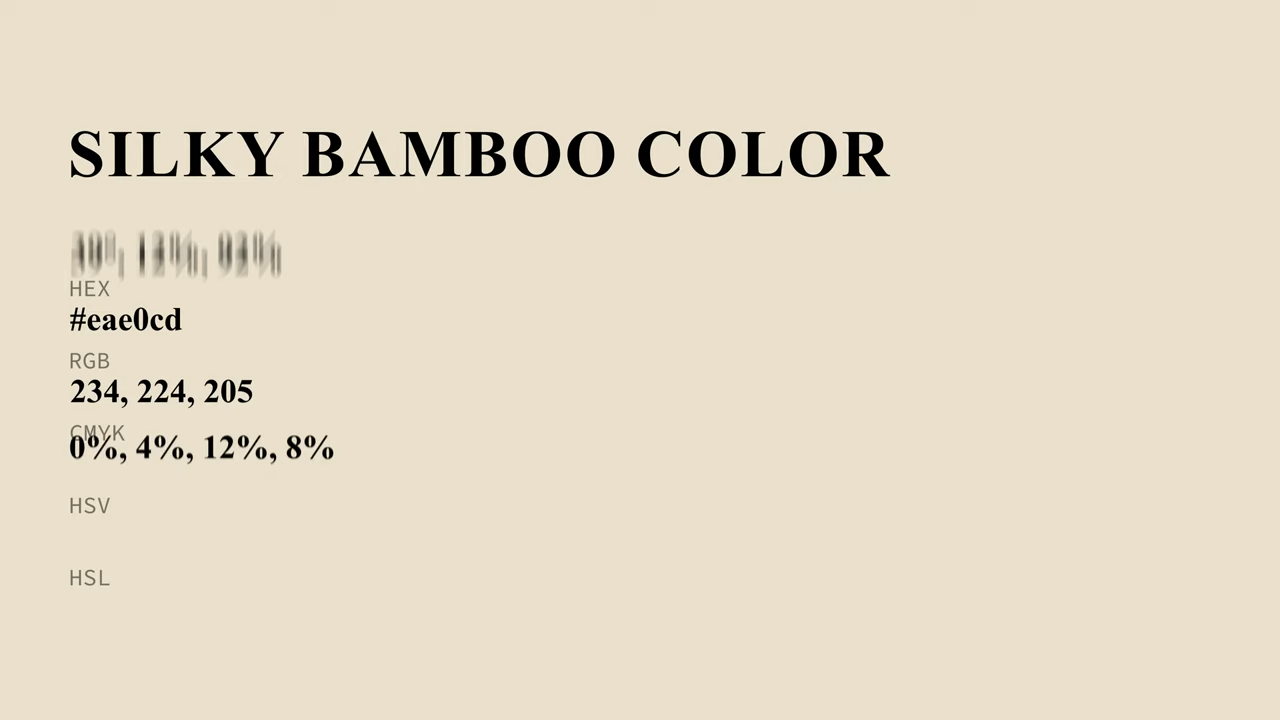 SILKY BAMBOO COLOR
HEX
#eae0cd
RGB
234, 224, 205
CMYK
0%, 4%, 12%, 8%
HSV
HSL